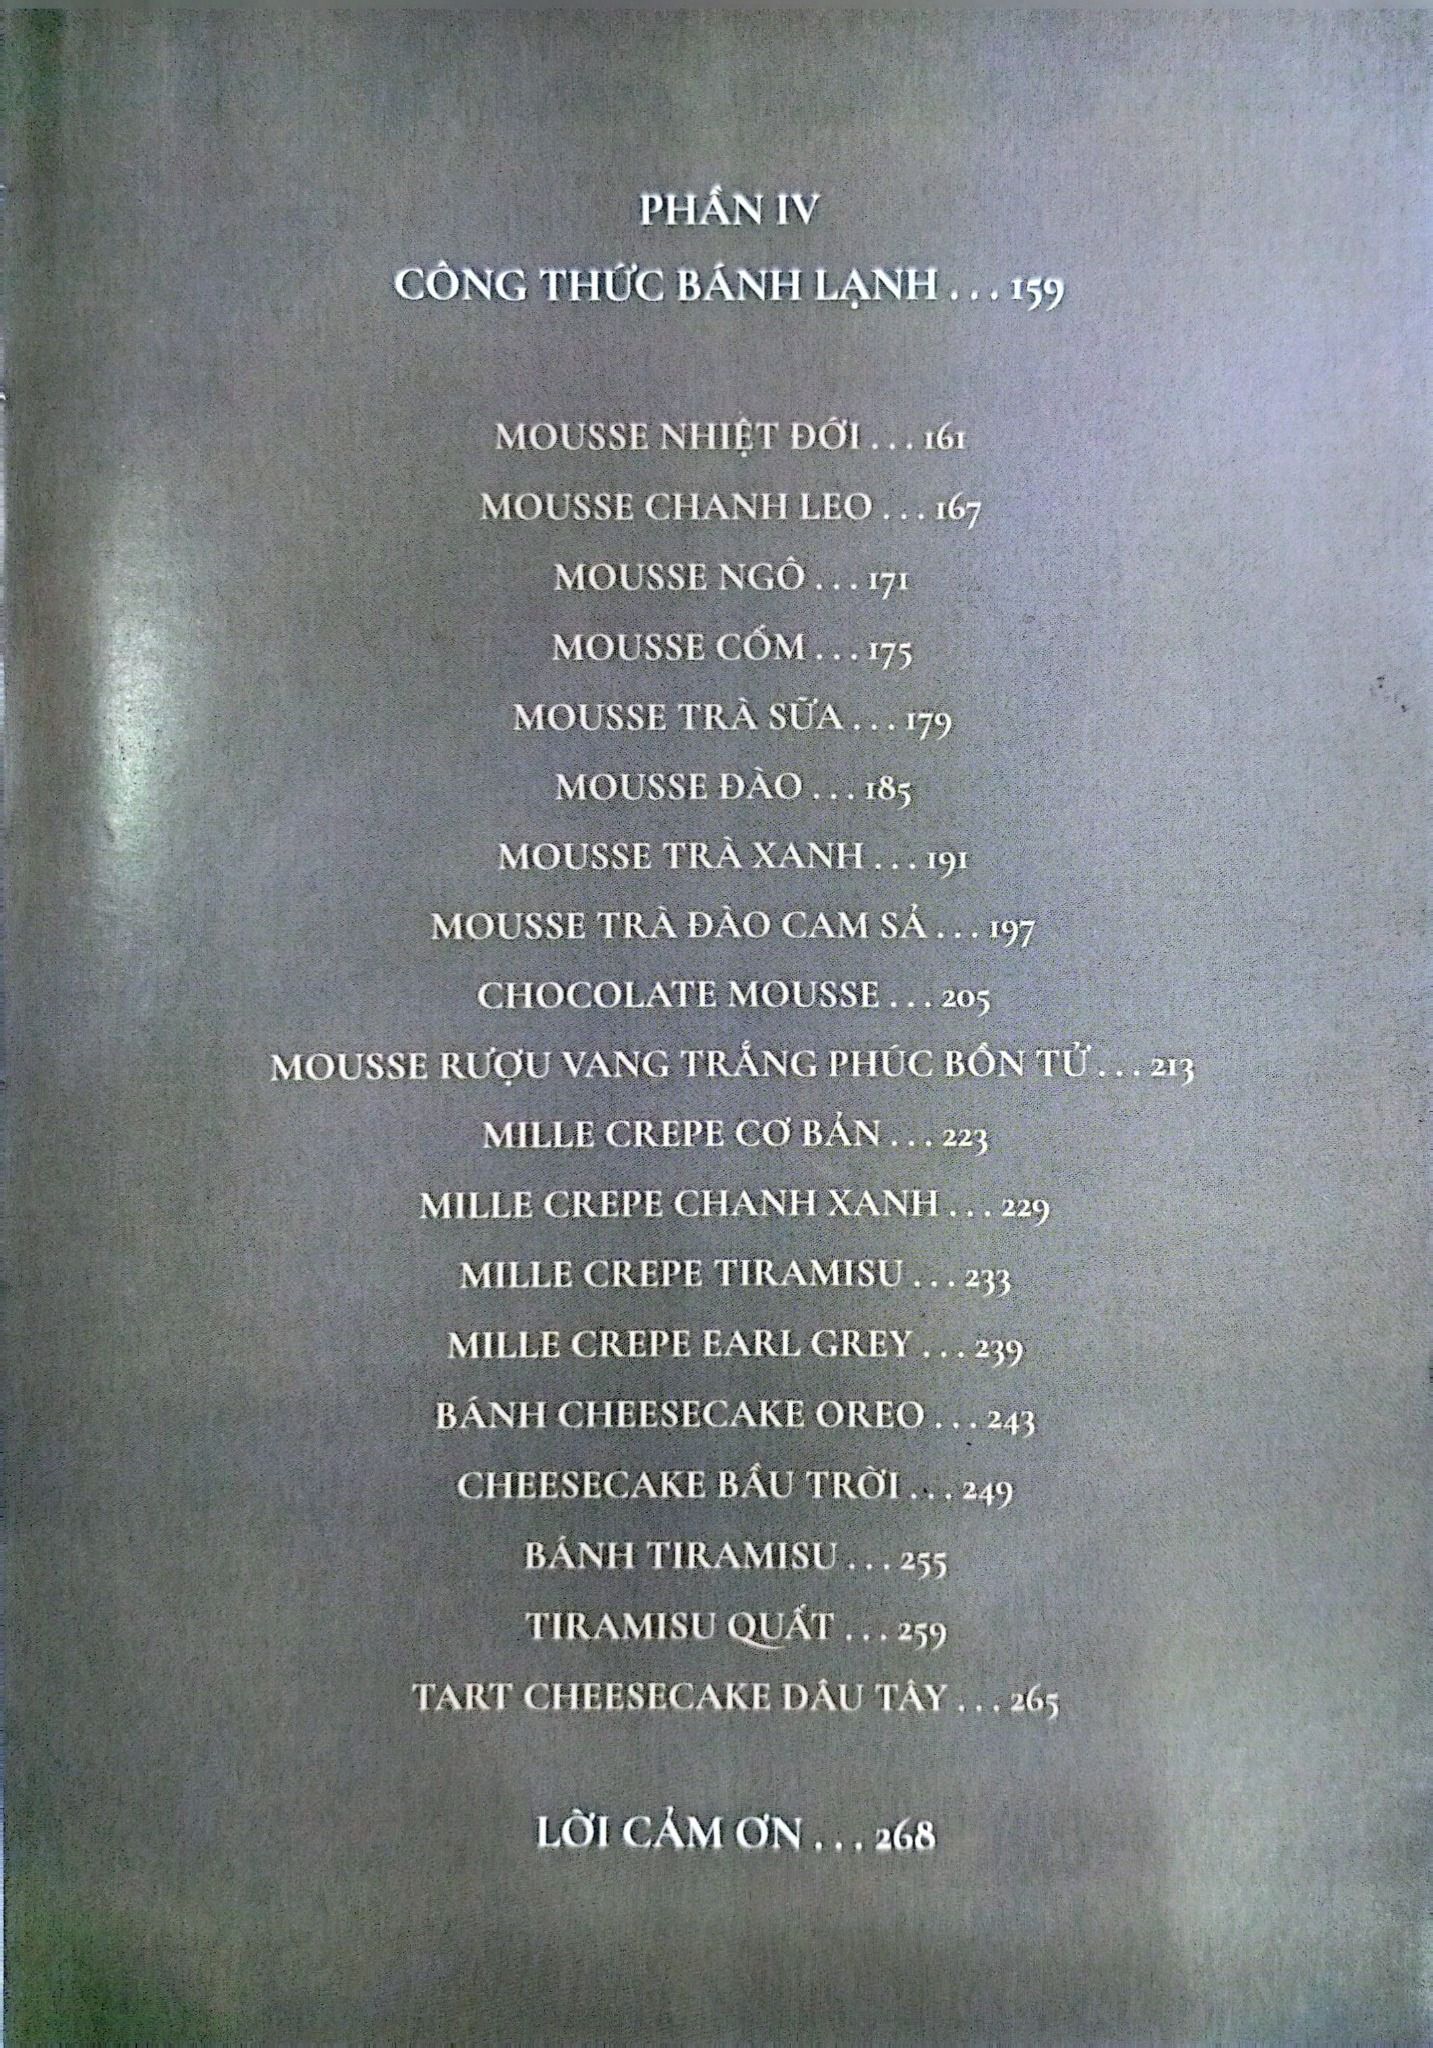 PHẦN IV
CÔNG THỨC BÁNH LẠNH . . . 159
MOUSSE NHIỆT ĐỚI . . . 161
MOUSSE CHANH LEO . . . 167
MOUSSE NGÔ . . . 171
MOUSSE CỐM . . . 175
MOUSSE TRÀ SỮA . . . 179
MOUSSE ĐÀO . . . 185
MOUSSE TRÀ XANH . . . 191
MOUSSE TRÀ ĐÀO CAM SẢ . . . 197
CHOCOLATE MOUSSE . . . 205
MOUSSE RƯỢU VANG TRẮNG PHÚC BỒN TỬ . . . 213
MILLE CREPE CƠ BẢN . . . 223
MILLE CREPE CHANH XANH . . . 229
MILLE CREPE TIRAMISU . . . 233
MILLE CREPE EARL GREY . . . 239
BÁNH CHEESECAKE OREO . . . 243
CHEESECAKE BẦU TRỜI . . . 249
BÁNH TIRAMISU . . . 255
TIRAMISU QUẤT . . . 259
TART CHEESECAKE DÂU TÂY . . . 265
LỜI CẢM ƠN . . . 268